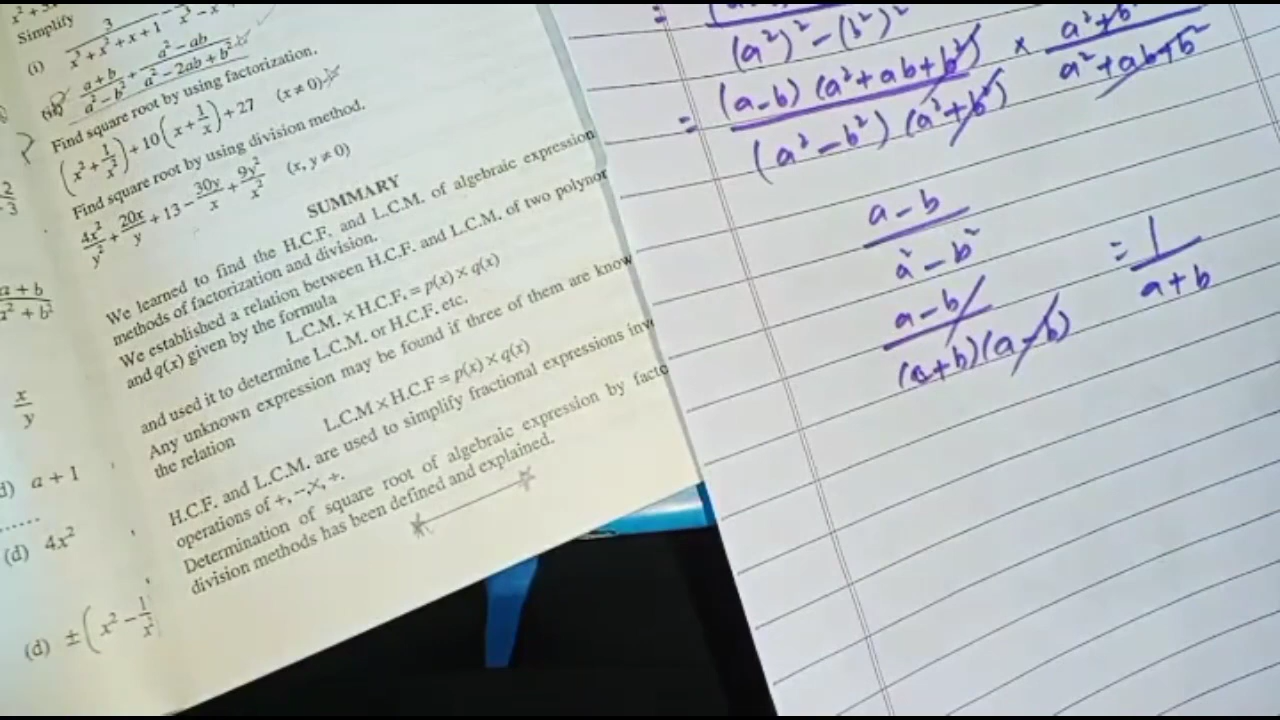 Simplify
(i) 3 / x³ + x² + x + 1
a + b / a² − b² + a² − ab / a² − 2ab + b²
Find square root by using factorization.
(x² + 1/x²) + 10(x + 1/x) + 27 (x ≠ 0)
Find square root by using division method.
4x²/y² + 20x/y + 13 − 30y/x + 9y²/x² (x, y ≠ 0)
SUMMARY
We learned to find the H.C.F. and L.C.M. of algebraic expression
methods of factorization and division.
We established a relation between H.C.F. and L.C.M. of two
and q(x) given by the formula
L.C.M. × H.C.F. = p(x) × q(x)
and used it to determine L.C.M. or H.C.F. etc.
Any unknown expression may be found if three of them are
the relation
L.C.M × H.C.F = p(x) × q(x)
H.C.F. and L.C.M. are used to simplify fractional expressions
operations of +, −, ×, ÷.
Determination of square root of algebraic expression by
division methods has been defined and explained.
x/y
a + 1
(d) 4x²
(d) ±(x² − 1/x²
(a²)² − (b²)²
= (a−b) (a²+ab+b²) / (a²−b²) (a²+b²) × a²+b² / a²+ab+b²
a−b / a²−b²
a−b / (a+b)(a−b) = 1 / a+b